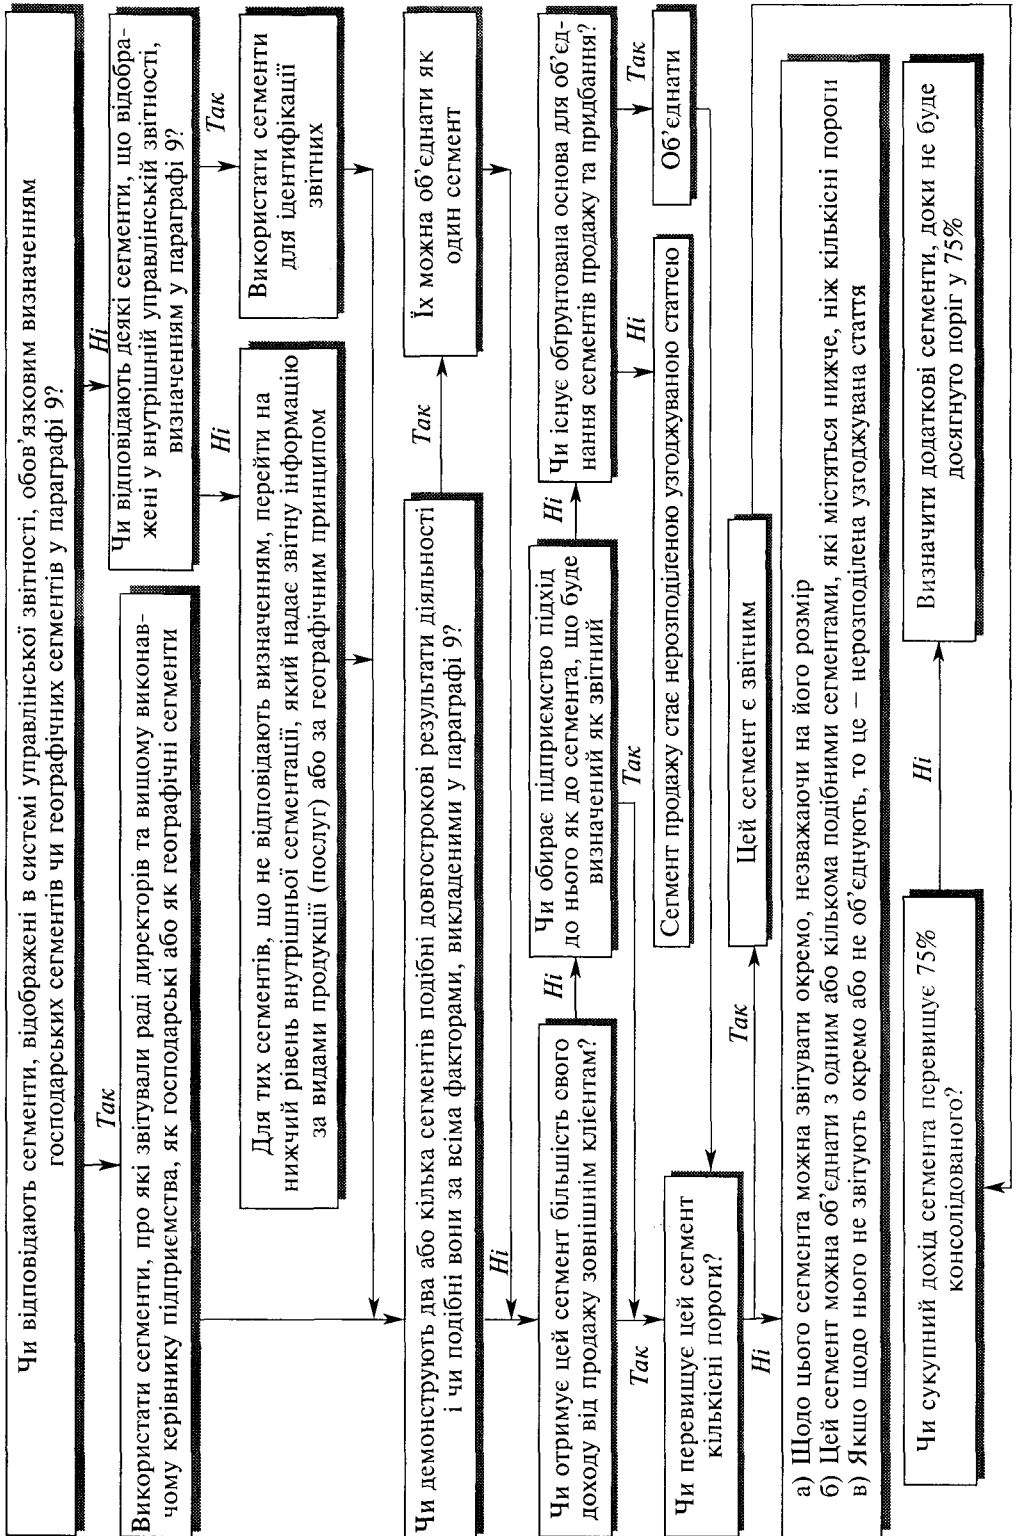 Чи відповідають сегменти, відображені в системі управлінської звітності, обов'язковим визначенням
господарських сегментів чи географічних сегментів у параграфі 9?
Так
Ні
Використати сегменти, про які звітували раді директорів та вищому виконав-
чому керівнику підприємства, як господарські або як географічні сегменти
Чи відповідають деякі сегменти, що відобра-
жені у внутрішній управлінській звітності,
визначенням у параграфі 9?
Ні
Так
Для тих сегментів, що не відповідають визначенням, перейти на
нижчий рівень внутрішньої сегментації, який надає звітну інформацію
за видами продукції (послуг) або за географічним принципом
Використати сегменти
для ідентифікації
звітних
Чи демонструють два або кілька сегментів подібні довгострокові результати діяльності
і чи подібні вони за всіма факторами, викладеними у параграфі 9?
Так
Їх можна об'єднати як
один сегмент
Ні
Чи отримує цей сегмент більшість свого
доходу від продажу зовнішнім клієнтам?
Ні
Чи обирає підприємство підхід
до нього як до сегмента, що буде
визначений як звітний
Ні
Чи існує обґрунтована основа для об'єд-
нання сегментів продажу та придбання?
Так
Так
Ні
Так
Чи перевищує цей сегмент
кількісні пороги?
Сегмент продажу стає нерозподіленою узгоджуваною статтею
Об'єднати
Ні
Так
Цей сегмент є звітним
а) Щодо цього сегмента можна звітувати окремо, незважаючи на його розмір
б) Цей сегмент можна об'єднати з одним або кількома подібними сегментами, які містяться нижче, ніж кількісні пороги
в) Якщо щодо нього не звітують окремо або не об'єднують, то це — нерозподілена узгоджувана стаття
Чи сукупний дохід сегмента перевищує 75%
консолідованого?
Ні
Визначити додаткові сегменти, доки не буде
досягнуто поріг у 75%